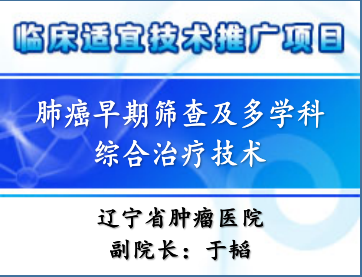 临床适宜技术推广项目
肺癌早期筛查及多学科
综合治疗技术
辽宁省肿瘤医院
副院长：于韬